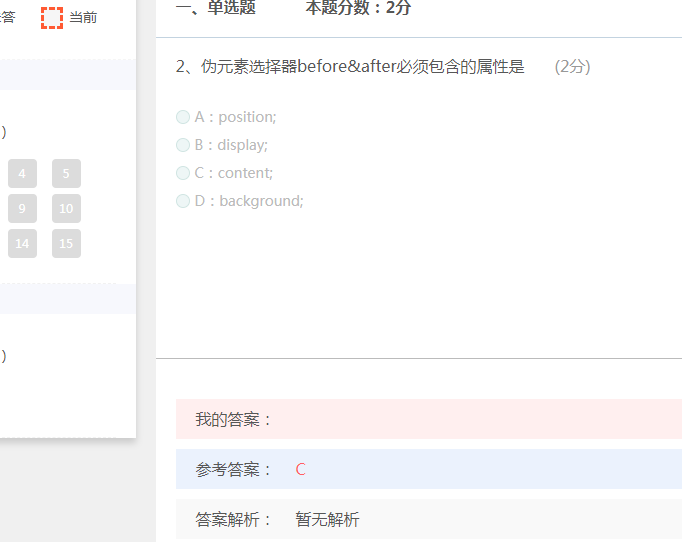 答 当前
)
4 5
9 10
14 15
)
一、单选题 本题分数：2分
2、伪元素选择器before&after必须包含的属性是 (2分)
A：position;
B：display;
C：content;
D：background;
我的答案：
参考答案： C
答案解析： 暂无解析